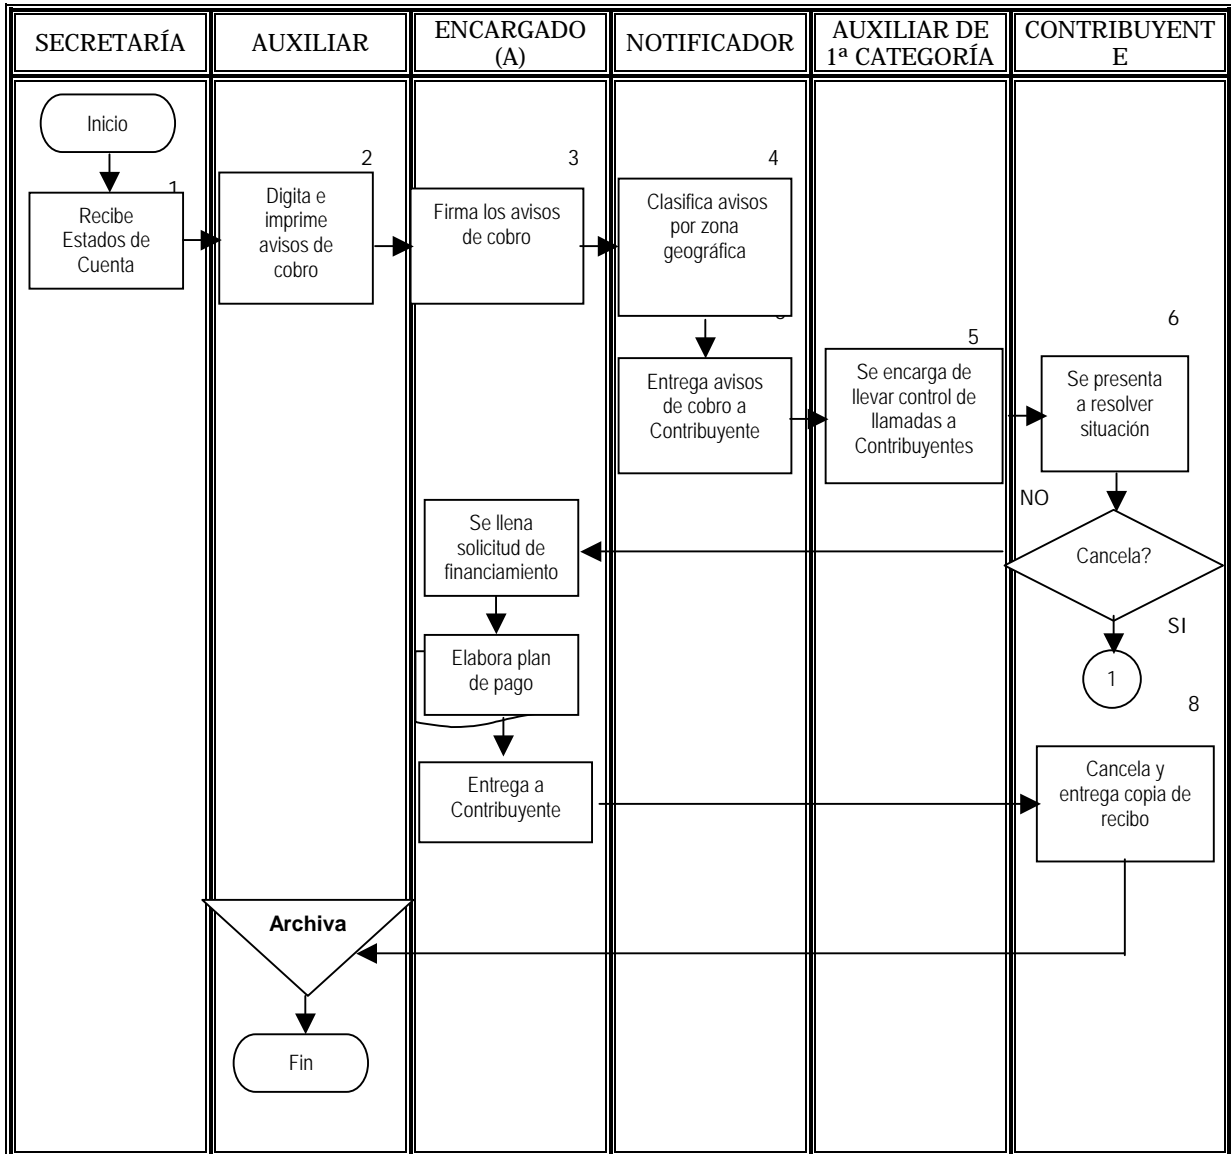 SECRETARÍA
AUXILIAR
ENCARGADO
(A)
NOTIFICADOR
AUXILIAR DE
1ª CATEGORÍA
CONTRIBUYENT
E
Inicio
1
Recibe
Estados de
Cuenta
2
Digita e
imprime
avisos de
cobro
3
Firma los avisos
de cobro
4
Clasifica avisos
por zona
geográfica
Entrega avisos
de cobro a
Contribuyente
5
Se encarga de
llevar control de
llamadas a
Contribuyentes
6
Se presenta
a resolver
situación
NO
Cancela?
SI
1
Se llena
solicitud de
financiamiento
Elabora plan
de pago
Entrega a
Contribuyente
8
Cancela y
entrega copia de
recibo
Archiva
Fin